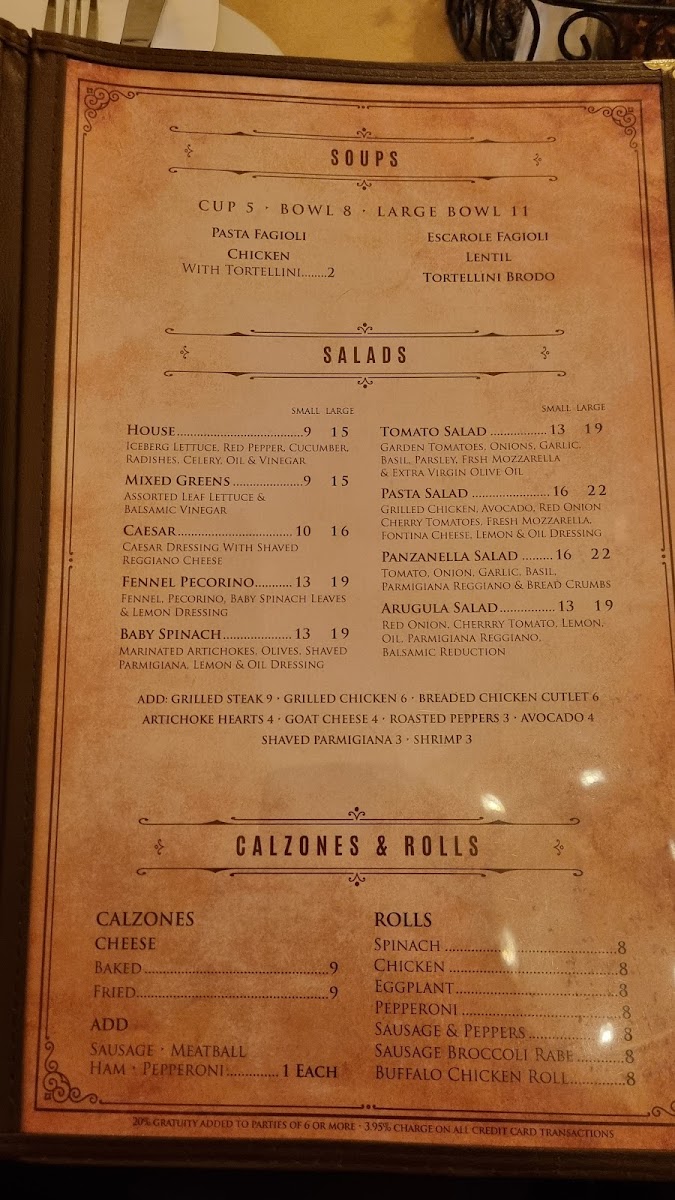 SOUPS
CUP 5 · BOWL 8 · LARGE BOWL 11
PASTA FAGIOLI
CHICKEN
WITH TORTELLINI........2
ESCAROLE FAGIOLI
LENTIL
TORTELLINI BRODO
SALADS
SMALL LARGE
HOUSE....................................9 15
ICEBERG LETTUCE, RED PEPPER, CUCUMBER,
RADISHES, CELERY, OIL & VINEGAR
MIXED GREENS.....................9 15
ASSORTED LEAF LETTUCE &
BALSAMIC VINEGAR
CAESAR.................................10 16
CAESAR DRESSING WITH SHAVED
REGGIANO CHEESE
FENNEL PECORINO...........13 19
FENNEL, PECORINO, BABY SPINACH LEAVES
& LEMON DRESSING
BABY SPINACH....................13 19
MARINATED ARTICHOKES, OLIVES, SHAVED
PARMIGIANA, LEMON & OIL DRESSING
SMALL LARGE
TOMATO SALAD .................13 19
GARDEN TOMATOES, ONIONS, GARLIC,
BASIL, PARSLEY, FRSH MOZZARELLA
& EXTRA VIRGIN OLIVE OIL
PASTA SALAD .......................16 22
GRILLED CHICKEN, AVOCADO, RED ONION
CHERRY TOMATOES, FRESH MOZZARELLA,
FONTINA CHEESE, LEMON & OIL DRESSING
PANZANELLA SALAD .........16 22
TOMATO, ONION, GARLIC, BASIL,
PARMIGIANA REGGIANO & BREAD CRUMBS
ARUGULA SALAD................13 19
RED ONION, CHERRRY TOMATO, LEMON,
OIL, PARMIGIANA REGGIANO,
BALSAMIC REDUCTION
ADD: GRILLED STEAK 9 · GRILLED CHICKEN 6 · BREADED CHICKEN CUTLET 6
ARTICHOKE HEARTS 4 · GOAT CHEESE 4 · ROASTED PEPPERS 3 · AVOCADO 4
SHAVED PARMIGIANA 3 · SHRIMP 3
CALZONES & ROLLS
CALZONES
CHEESE
BAKED..........................................9
FRIED...........................................9
ADD
SAUSAGE · MEATBALL
HAM · PEPPERONI.............1 EACH
ROLLS
SPINACH .......................................8
CHICKEN ......................................8
EGGPLANT.....................................8
PEPPERONI ....................................8
SAUSAGE & PEPPERS ....................8
SAUSAGE BROCCOLI RABE ...........8
BUFFALO CHICKEN ROLL.............8
20% GRATUITY ADDED TO PARTIES OF 6 OR MORE · 3.95% CHARGE ON ALL CREDIT CARD TRANSACTIONS